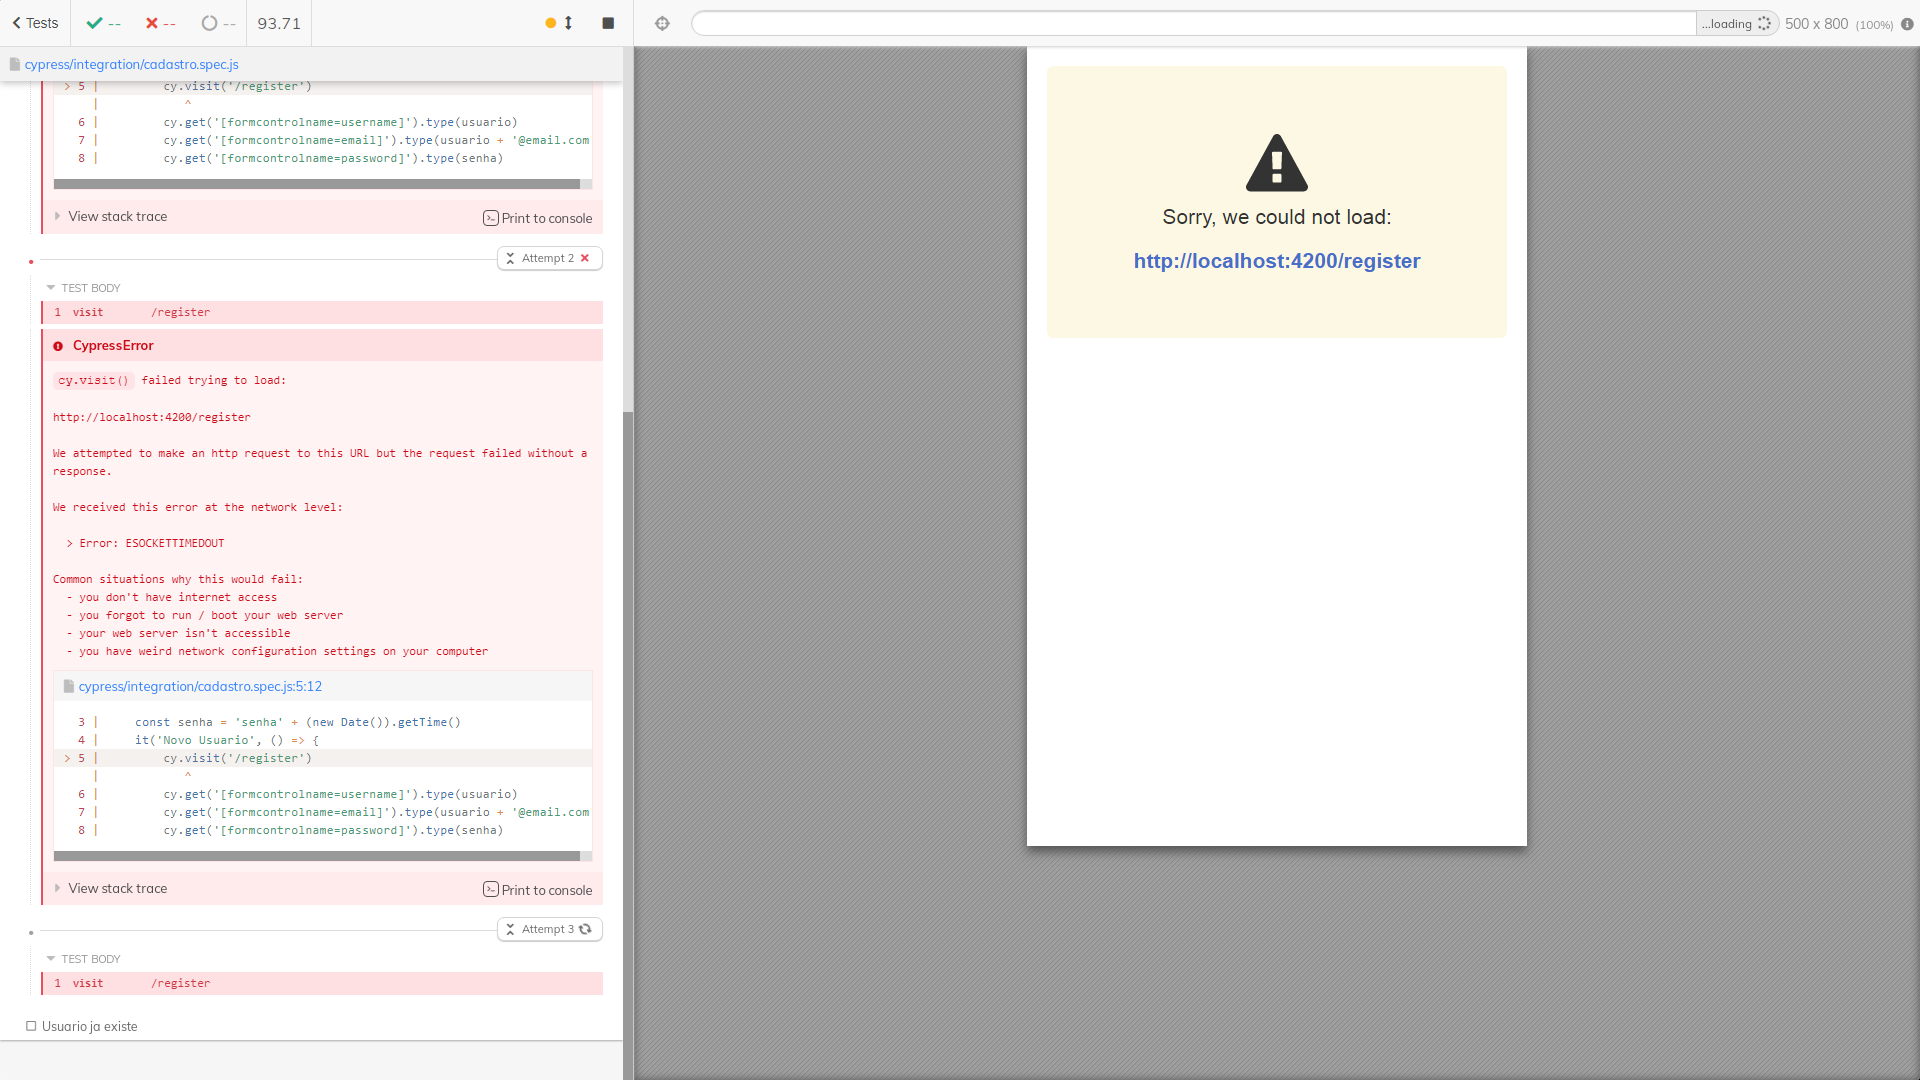 Tests -- -- -- 93.71
...loading 500 x 800 (100%)
cypress/integration/cadastro.spec.js
> 5 | cy.visit('/register')
| ^
6 | cy.get('[formcontrolname=username]').type(usuario)
7 | cy.get('[formcontrolname=email]').type(usuario + '@email.com
8 | cy.get('[formcontrolname=password]').type(senha)
View stack trace Print to console
Attempt 2
TEST BODY
1 visit /register
CypressError
cy.visit() failed trying to load:
http://localhost:4200/register
We attempted to make an http request to this URL but the request failed without a
response.
We received this error at the network level:
> Error: ESOCKETTIMEDOUT
Common situations why this would fail:
- you don't have internet access
- you forgot to run / boot your web server
- your web server isn't accessible
- you have weird network configuration settings on your computer
cypress/integration/cadastro.spec.js:5:12
3 | const senha = 'senha' + (new Date()).getTime()
4 | it('Novo Usuario', () => {
> 5 | cy.visit('/register')
| ^
6 | cy.get('[formcontrolname=username]').type(usuario)
7 | cy.get('[formcontrolname=email]').type(usuario + '@email.com
8 | cy.get('[formcontrolname=password]').type(senha)
View stack trace Print to console
Attempt 3
TEST BODY
1 visit /register
Usuario ja existe
Sorry, we could not load:
http://localhost:4200/register